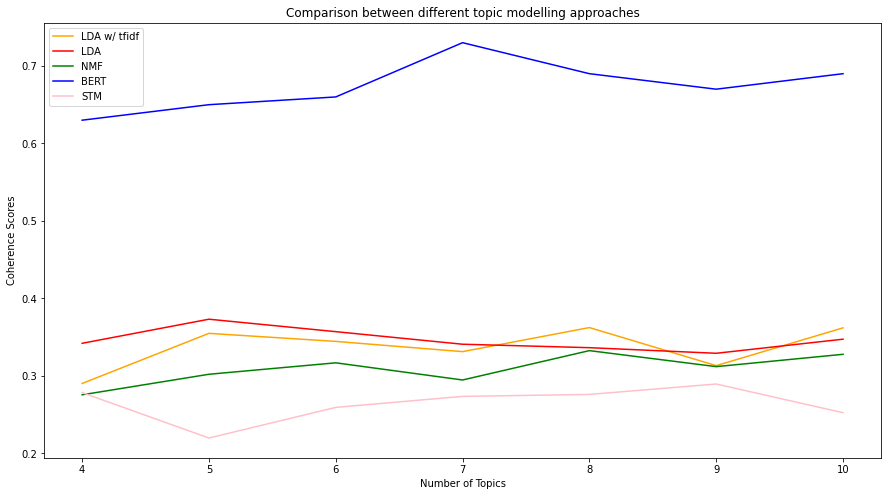 Comparison between different topic modelling approaches
LDA w/ tfidf
LDA
NMF
BERT
STM
0.7
0.6
0.5
0.4
0.3
0.2
Coherence Scores
4 5 6 7 8 9 10
Number of Topics